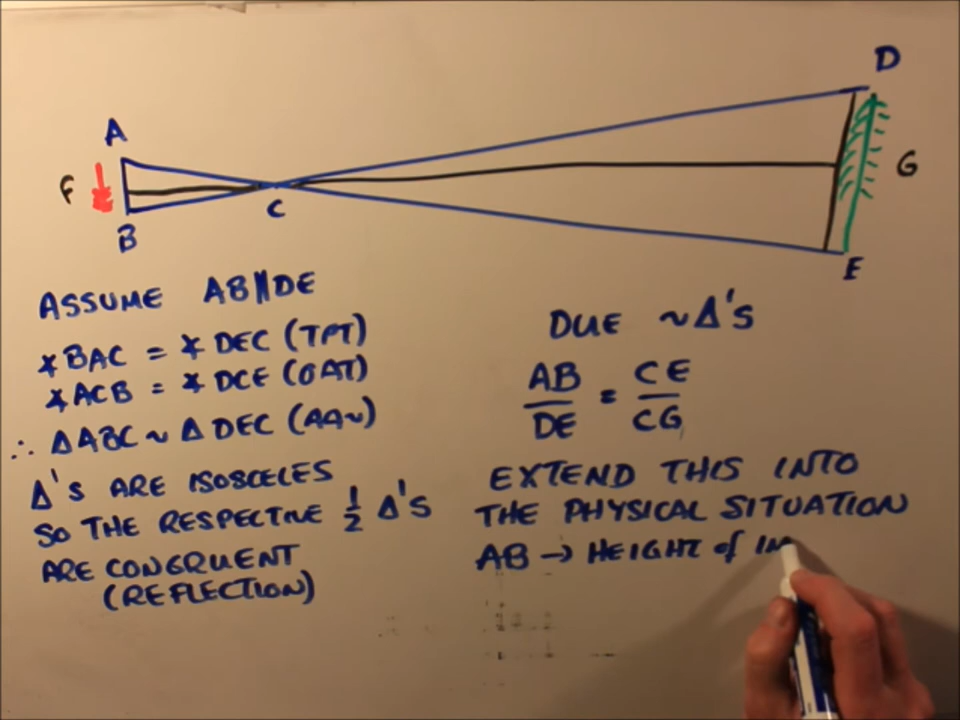 D
A
F
G
C
B
E
ASSUME AB||DE
∡BAC = ∡DEC (TPT)
∡ACB = ∡DCE (OAT)
∴ ΔABC ~ ΔDEC (AA~)
Δ'S ARE ISOSCELES
SO THE RESPECTIVE 1/2 Δ'S
ARE CONGRUENT
(REFLECTION)
DUE ~Δ'S
AB/DE = CE/CG
EXTEND THIS INTO
THE PHYSICAL SITUATION
AB → HEIGHT of IM